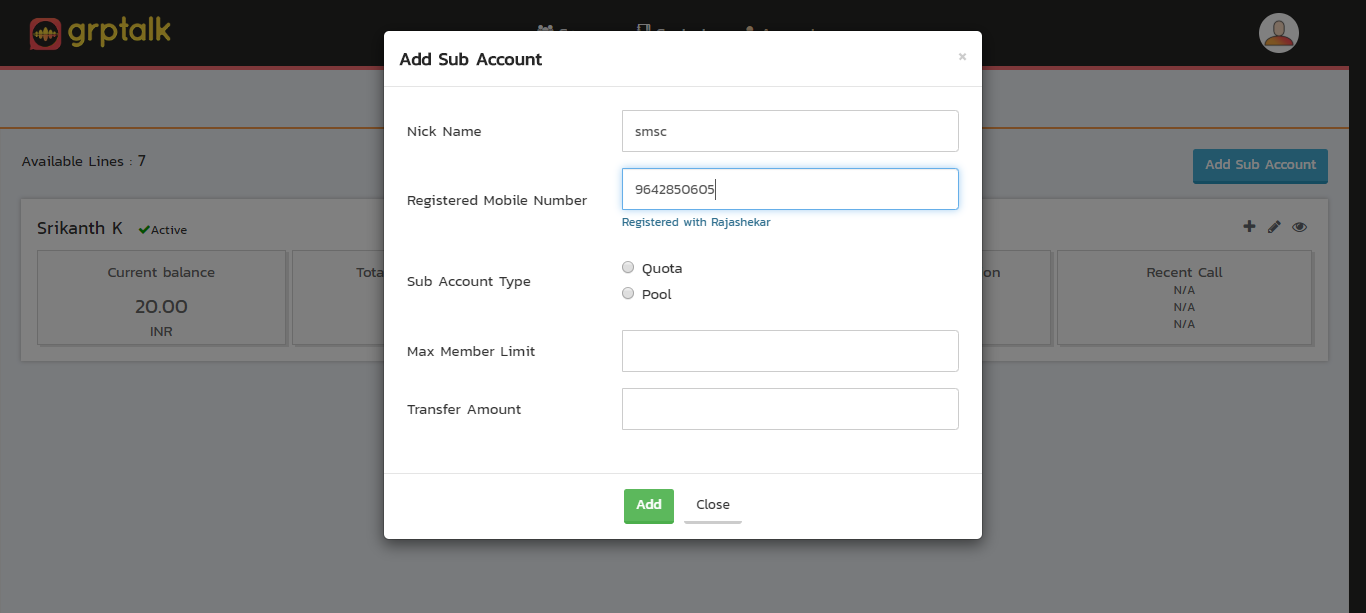 grptalk
Add Sub Account
×
Nick Name
smsc
Available Lines : 7
Add Sub Account
Registered Mobile Number
9642850605
Registered with Rajashekar
Srikanth K
Active
Sub Account Type
Quota
Pool
Current balance
20.00
INR
Tota
on
Recent Call
N/A
N/A
N/A
Max Member Limit
Transfer Amount
Add
Close